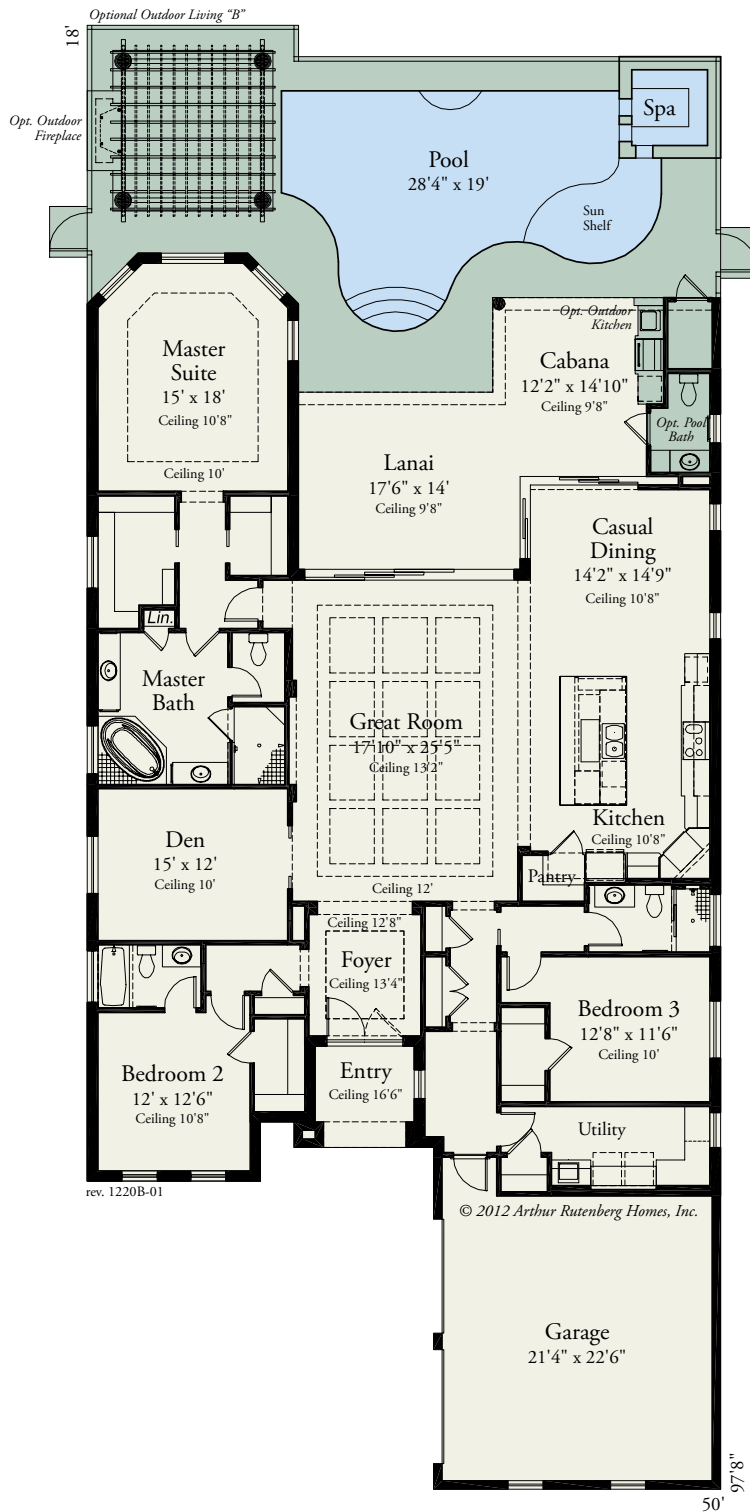 Optional Outdoor Living “B”
18'
Opt. Outdoor
Fireplace
Spa
Pool
28'4" x 19'
Sun
Shelf
Opt. Outdoor
Kitchen
Master
Suite
15' x 18'
Ceiling 10'8"
Ceiling 10'
Cabana
12'2" x 14'10"
Ceiling 9'8"
Opt. Pool
Bath
Lanai
17'6" x 14'
Ceiling 9'8"
Casual
Dining
14'2" x 14'9"
Ceiling 10'8"
Lin.
Master
Bath
Great Room
17'10" x 25'5"
Ceiling 13'2"
Ceiling 12'
Kitchen
Ceiling 10'8"
Pantry
Den
15' x 12'
Ceiling 10'
Ceiling 12'8"
Foyer
Ceiling 13'4"
Bedroom 3
12'8" x 11'6"
Ceiling 10'
Entry
Ceiling 16'6"
Bedroom 2
12' x 12'6"
Ceiling 10'8"
Utility
rev. 1220B-01
© 2012 Arthur Rutenberg Homes, Inc.
Garage
21'4" x 22'6"
97'8"
50'